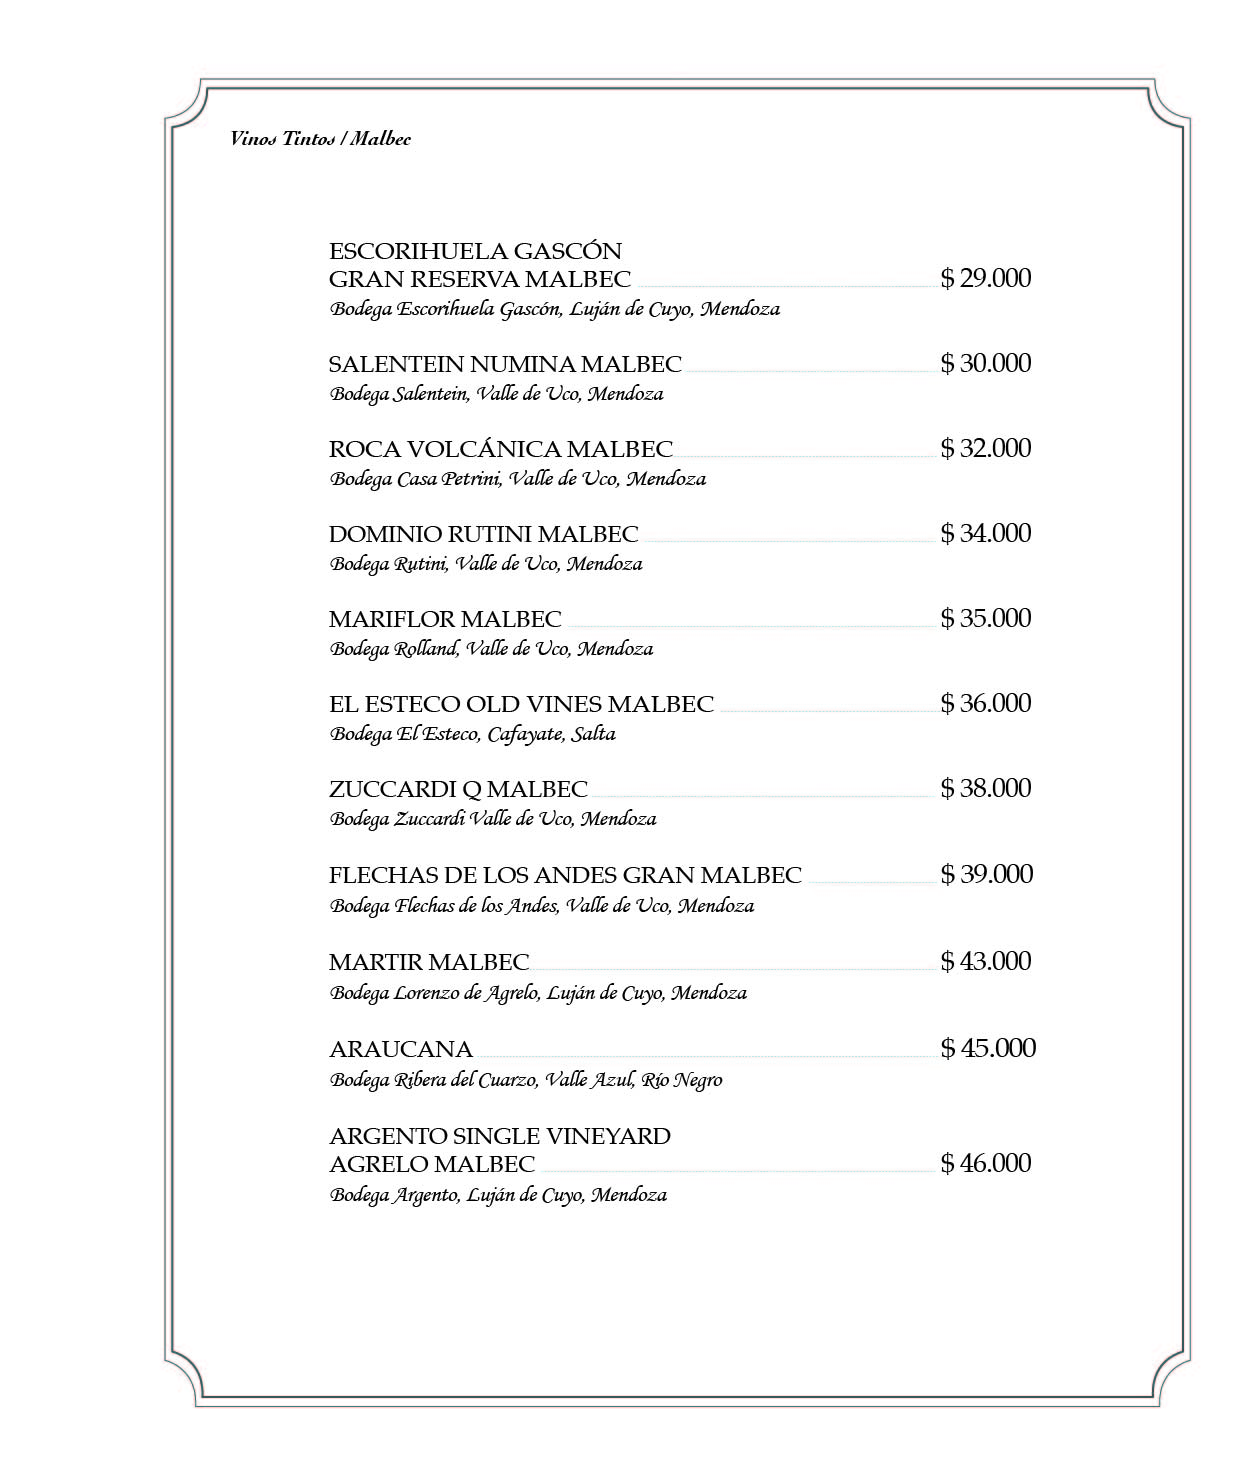 Vinos Tintos / Malbec
ESCORIHUELA GASCÓN
GRAN RESERVA MALBEC $ 29.000
Bodega Escorihuela Gascón, Luján de Cuyo, Mendoza
SALENTEIN NUMINA MALBEC $ 30.000
Bodega Salentein, Valle de Uco, Mendoza
ROCA VOLCÁNICA MALBEC $ 32.000
Bodega Casa Petrini, Valle de Uco, Mendoza
DOMINIO RUTINI MALBEC $ 34.000
Bodega Rutini, Valle de Uco, Mendoza
MARIFLOR MALBEC $ 35.000
Bodega Rolland, Valle de Uco, Mendoza
EL ESTECO OLD VINES MALBEC $ 36.000
Bodega El Esteco, Cafayate, Salta
ZUCCARDI Q MALBEC $ 38.000
Bodega Zuccardi Valle de Uco, Mendoza
FLECHAS DE LOS ANDES GRAN MALBEC $ 39.000
Bodega Flechas de los Andes, Valle de Uco, Mendoza
MARTIR MALBEC $ 43.000
Bodega Lorenzo de Agrelo, Luján de Cuyo, Mendoza
ARAUCANA $ 45.000
Bodega Ribera del Cuarzo, Valle Azul, Río Negro
ARGENTO SINGLE VINEYARD
AGRELO MALBEC $ 46.000
Bodega Argento, Luján de Cuyo, Mendoza